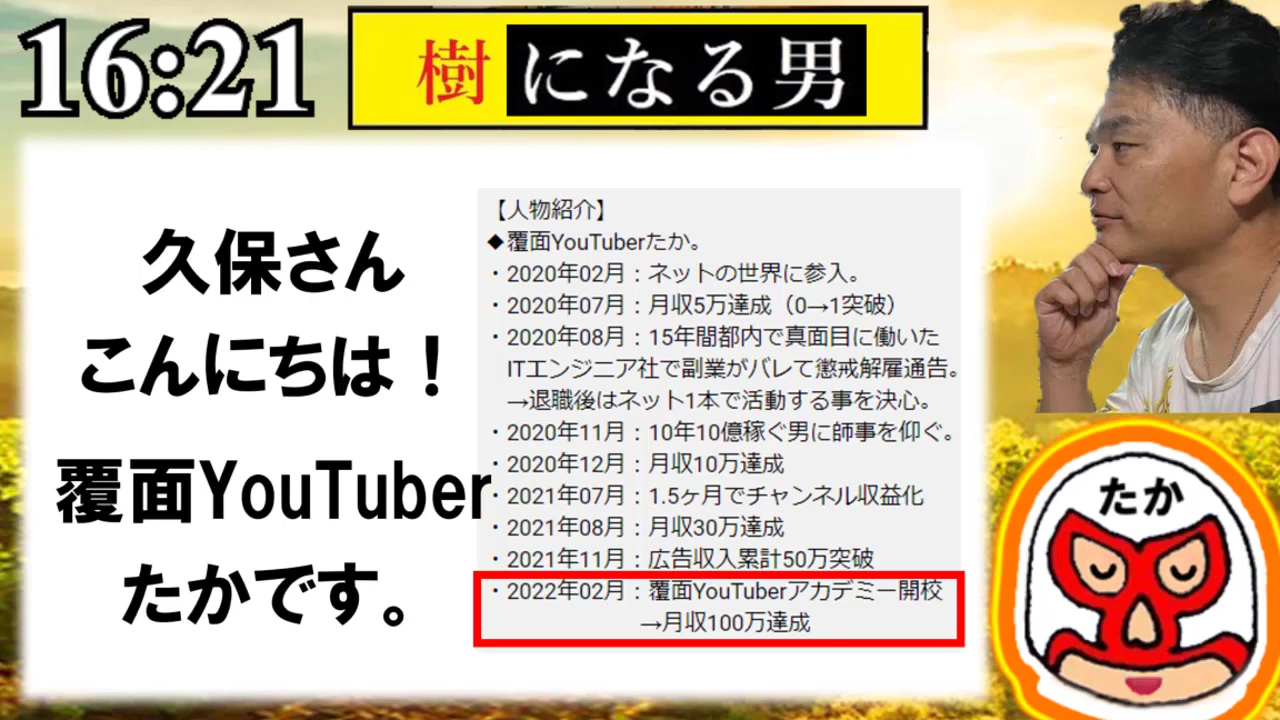 16:21
樹になる男
久保さん
こんにちは！
覆面YouTuber
たかです。
【人物紹介】
◆覆面YouTuberたか。
・2020年02月：ネットの世界に参入。
・2020年07月：月収5万達成（0→1突破）
・2020年08月：15年間都内で真面目に働いた
ITエンジニア社で副業がバレて懲戒解雇通告。
→退職後はネット1本で活動する事を決心。
・2020年11月：10年10億稼ぐ男に師事を仰ぐ。
・2020年12月：月収10万達成
・2021年07月：1.5ヶ月でチャンネル収益化
・2021年08月：月収30万達成
・2021年11月：広告収入累計50万突破
・2022年02月：覆面YouTuberアカデミー開校
→月収100万達成
たか